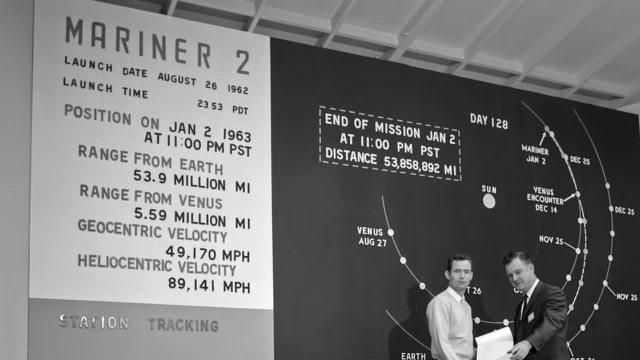 MARINER 2
LAUNCH DATE AUGUST 26 1962
LAUNCH TIME 2353 PDT
POSITION ON JAN 2 1963
AT 11:00 PM PST
RANGE FROM EARTH
53.9 MILLION MI
RANGE FROM VENUS
5.59 MILLION MI
GEOCENTRIC VELOCITY
49,170 MPH
HELIOCENTRIC VELOCITY
89,141 MPH
STATION TRACKING
END OF MISSION JAN 2
AT 11:00 PM PST
DISTANCE 53,858,892 MI
DAY 128
MARINER
JAN 2
DEC 25
SUN
VENUS
ENCOUNTER
DEC 14
DEC 25
VENUS
AUG 27
NOV 25
NOV 25
26
EARTH